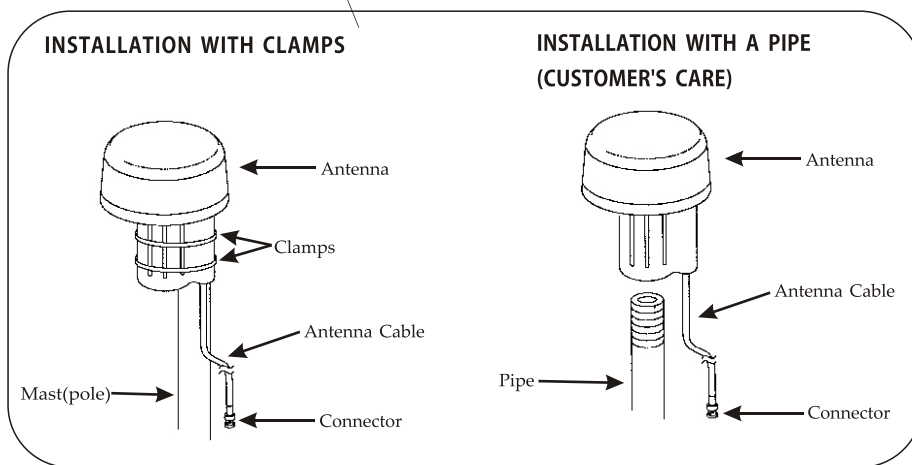 INSTALLATION WITH CLAMPS
Antenna
Clamps
Antenna Cable
Mast(pole)
Connector
INSTALLATION WITH A PIPE
(CUSTOMER'S CARE)
Antenna
Antenna Cable
Pipe
Connector